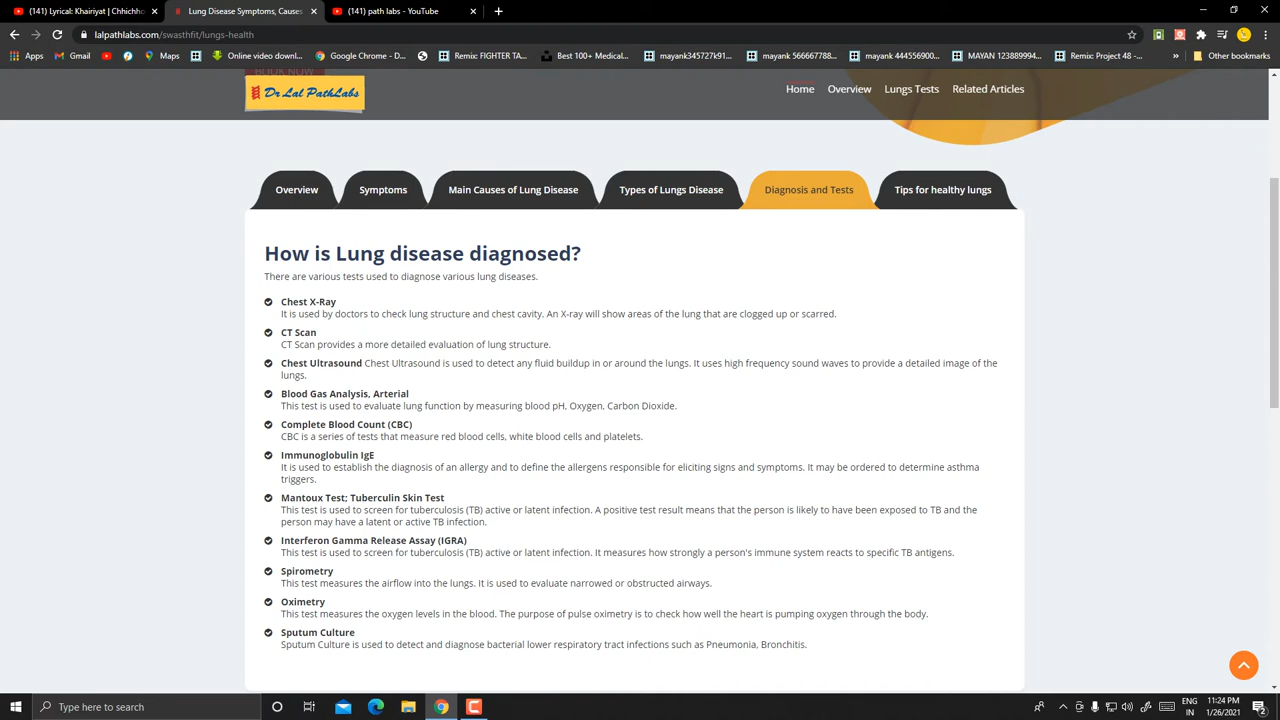 (141) Lyrical: Khairiyat | Chhichho
Lung Disease Symptoms, Causes
(141) path labs - YouTube
lalpathlabs.com/swasthfit/lungs-health
Apps
Gmail
YouTube
Maps
Online video downl...
Google Chrome - D...
Remix: FIGHTER TA...
Best 100+ Medical...
mayank345727k91...
mayank 566667788...
mayank 444556900...
MAYAN 123889994...
Remix: Project 48 -...
Other bookmarks
BOOK NOW
Dr Lal PathLabs
Home
Overview
Lungs Tests
Related Articles
Overview
Symptoms
Main Causes of Lung Disease
Types of Lungs Disease
Diagnosis and Tests
Tips for healthy lungs
How is Lung disease diagnosed?
There are various tests used to diagnose various lung diseases.
Chest X-Ray
It is used by doctors to check lung structure and chest cavity. An X-ray will show areas of the lung that are clogged up or scarred.
CT Scan
CT Scan provides a more detailed evaluation of lung structure.
Chest Ultrasound Chest Ultrasound is used to detect any fluid buildup in or around the lungs. It uses high frequency sound waves to provide a detailed image of the
lungs.
Blood Gas Analysis, Arterial
This test is used to evaluate lung function by measuring blood pH, Oxygen, Carbon Dioxide.
Complete Blood Count (CBC)
CBC is a series of tests that measure red blood cells, white blood cells and platelets.
Immunoglobulin IgE
It is used to establish the diagnosis of an allergy and to define the allergens responsible for eliciting signs and symptoms. It may be ordered to determine asthma
triggers.
Mantoux Test; Tuberculin Skin Test
This test is used to screen for tuberculosis (TB) active or latent infection. A positive test result means that the person is likely to have been exposed to TB and the
person may have a latent or active TB infection.
Interferon Gamma Release Assay (IGRA)
This test is used to screen for tuberculosis (TB) active or latent infection. It measures how strongly a person's immune system reacts to specific TB antigens.
Spirometry
This test measures the airflow into the lungs. It is used to evaluate narrowed or obstructed airways.
Oximetry
This test measures the oxygen levels in the blood. The purpose of pulse oximetry is to check how well the heart is pumping oxygen through the body.
Sputum Culture
Sputum Culture is used to detect and diagnose bacterial lower respiratory tract infections such as Pneumonia, Bronchitis.
Type here to search
ENG
IN
11:24 PM
1/26/2021
2